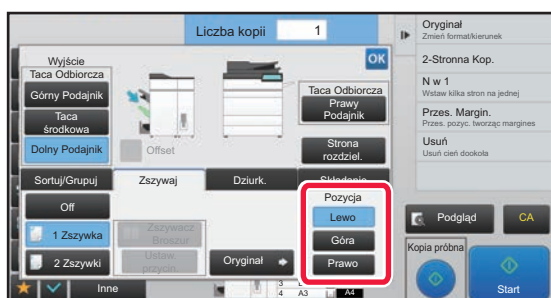 Liczba kopii 1
Wyjście
OK
Taca Odbiorcza
Górny Podajnik
Taca
środkowa
Dolny Podajnik
Offset
Taca Odbiorcza
Prawy
Podajnik
Strona
rozdziel.
Sortuj/Grupuj
Zszywaj
Dziurk.
Składanie
Off
1 Zszywka
2 Zszywki
Zszywacz
Broszur
Ustaw.
przycin.
Oryginał
Pozycja
Lewo
Góra
Prawo
Inne
3 A3
4 A4
Oryginał
Zmień format/kierunek
2-Stronna Kop.
N w 1
Wstaw kilka stron na jednej
Przes. Margin.
Przes. pozyc. tworząc margines
Usuń
Usuń cień dookoła
Podgląd
CA
Kopia próbna
Start